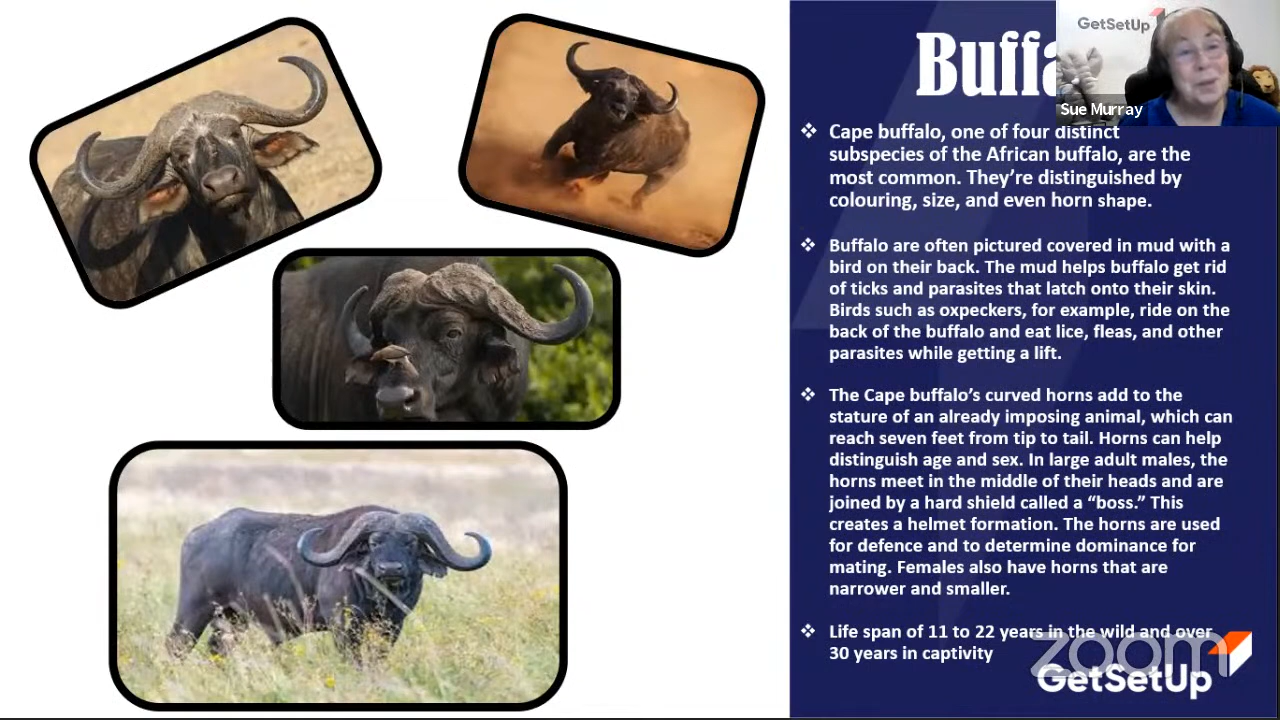 GetSetUp
Buffa
Sue Murray
❖ Cape buffalo, one of four distinct
subspecies of the African buffalo, are the
most common. They’re distinguished by
colouring, size, and even horn shape.
❖ Buffalo are often pictured covered in mud with a
bird on their back. The mud helps buffalo get rid
of ticks and parasites that latch onto their skin.
Birds such as oxpeckers, for example, ride on the
back of the buffalo and eat lice, fleas, and other
parasites while getting a lift.
❖ The Cape buffalo’s curved horns add to the
stature of an already imposing animal, which can
reach seven feet from tip to tail. Horns can help
distinguish age and sex. In large adult males, the
horns meet in the middle of their heads and are
joined by a hard shield called a “boss.” This
creates a helmet formation. The horns are used
for defence and to determine dominance for
mating. Females also have horns that are
narrower and smaller.
❖ Life span of 11 to 22 years in the wild and over
30 years in captivity
zoom
GetSetUp